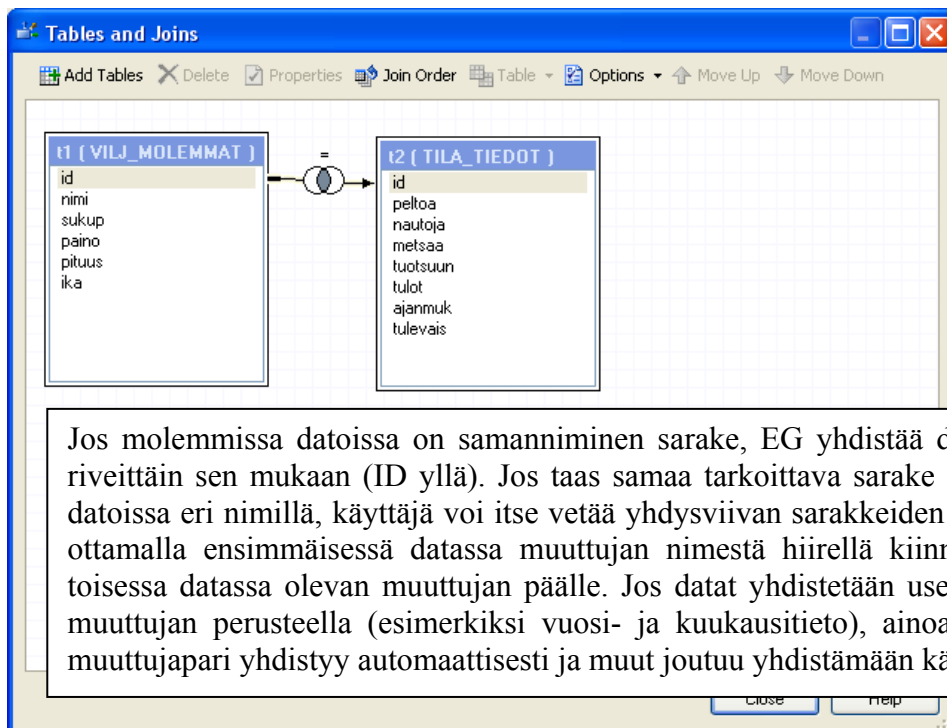 Tables and Joins
Add Tables Delete Properties Join Order Table Options Move Up Move Down
t1 ( VILJ_MOLEMMAT )
id
nimi
sukup
paino
pituus
ika
=
t2 ( TILA_TIEDOT )
id
peltoa
nautoja
metsaa
tuotsuun
tulot
ajanmuk
tulevais
Jos molemmissa datoissa on samanniminen sarake, EG yhdistää d
riveittäin sen mukaan (ID yllä). Jos taas samaa tarkoittava sarake
datoissa eri nimillä, käyttäjä voi itse vetää yhdysviivan sarakkeiden
ottamalla ensimmäisessä datassa muuttujan nimestä hiirellä kiinn
toisessa datassa olevan muuttujan päälle. Jos datat yhdistetään use
muuttujan perusteella (esimerkiksi vuosi- ja kuukausitieto), ainoa
muuttujapari yhdistyy automaattisesti ja muut joutuu yhdistämään kä
Close Help